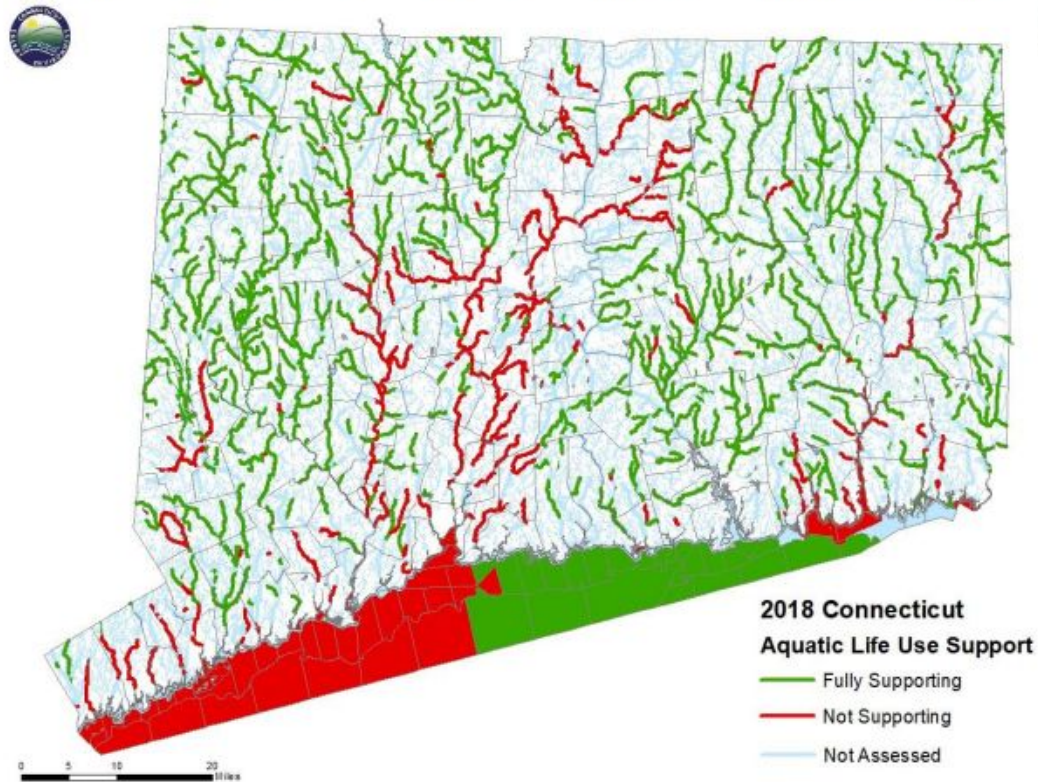 2018 Connecticut
Aquatic Life Use Support
Fully Supporting
Not Supporting
Not Assessed
0 5 10 20
Miles